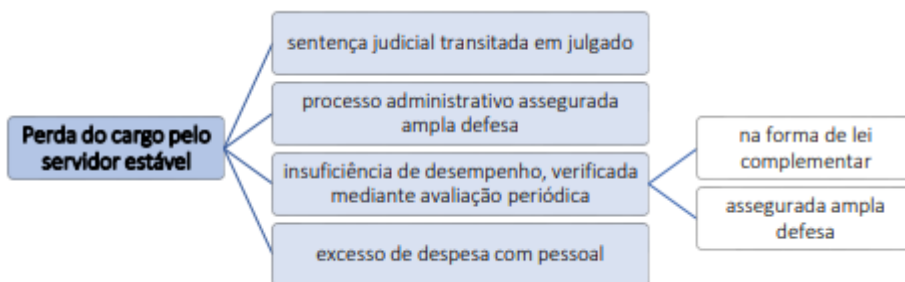 Perda do cargo pelo
servidor estável
sentença judicial transitada em julgado
processo administrativo assegurada
ampla defesa
insuficiência de desempenho, verificada
mediante avaliação periódica
na forma de lei
complementar
assegurada ampla
defesa
excesso de despesa com pessoal